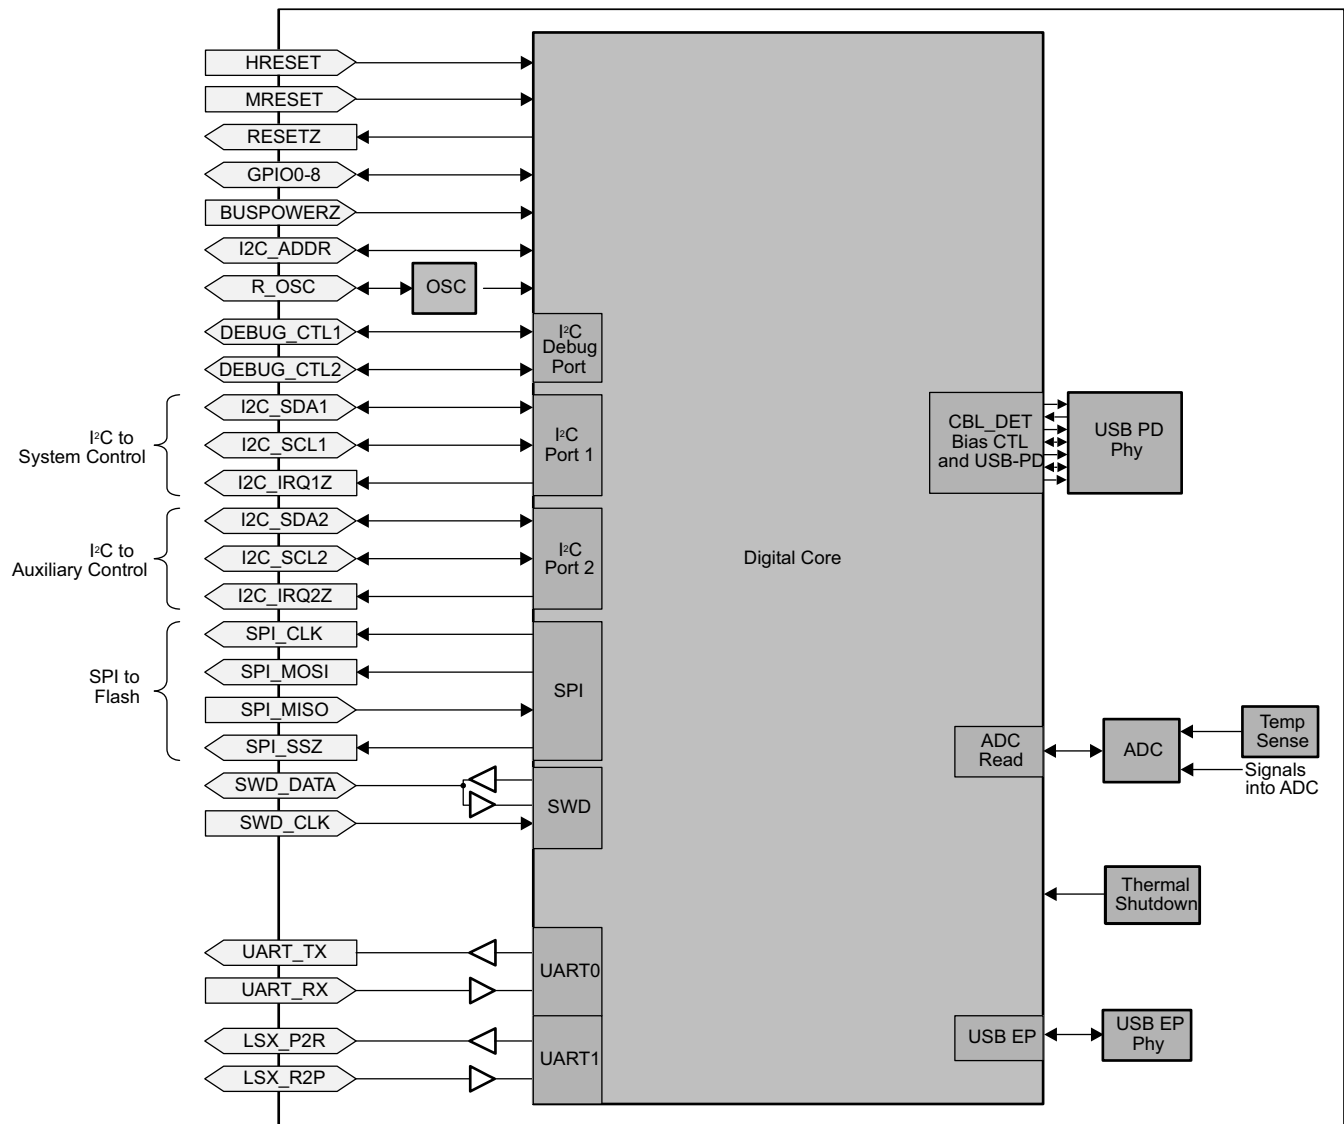 HRESET
MRESET
RESETZ
GPIO0-8
BUSPOWERZ
I2C_ADDR
R_OSC
OSC
DEBUG_CTL1
DEBUG_CTL2
I²C
Debug
Port
I²C to
System Control
I2C_SDA1
I2C_SCL1
I2C_IRQ1Z
I²C
Port 1
CBL_DET
Bias CTL
and USB-PD
USB PD
Phy
I²C to
Auxiliary Control
I2C_SDA2
I2C_SCL2
I2C_IRQ2Z
I²C
Port 2
Digital Core
SPI to
Flash
SPI_CLK
SPI_MOSI
SPI_MISO
SPI_SSZ
SPI
ADC
Read
ADC
Temp
Sense
Signals
into ADC
SWD_DATA
SWD_CLK
SWD
Thermal
Shutdown
UART_TX
UART_RX
UART0
LSX_P2R
LSX_R2P
UART1
USB EP
USB EP
Phy